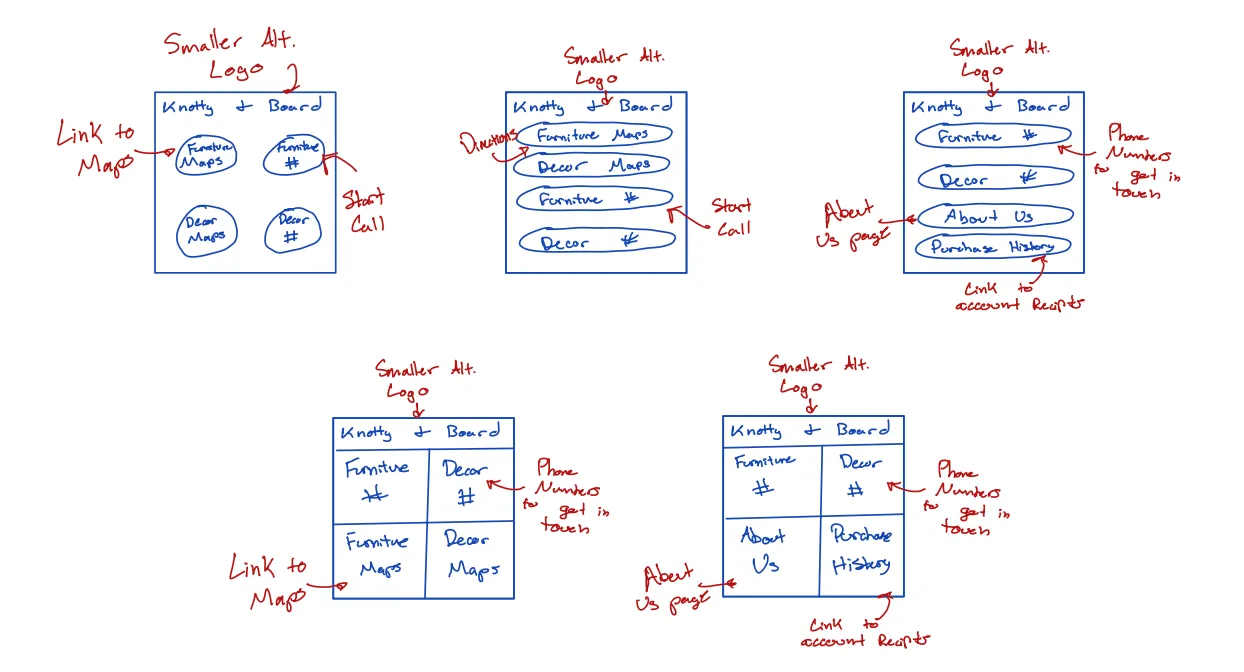 Smaller Alt.
Logo
Knotty & Board
Link to
Maps
Furniture
Maps
Furniture
#
Start
Call
Decor
Maps
Decor
#
Smaller Alt.
Logo
Knotty & Board
Directions
Furniture Maps
Decor Maps
Furniture #
Decor #
Start
Call
Smaller Alt.
Logo
Knotty & Board
Furniture #
Decor #
About Us
Purchase History
Phone
Numbers
to get in
touch
About
Us page
Link to
account Recipts
Smaller Alt.
Logo
Knotty & Board
Furniture
#
Decor
#
Furniture
Maps
Decor
Maps
Phone
Numbers
to get in
touch
Link to
Maps
Smaller Alt.
Logo
Knotty & Board
Furniture
#
Decor
#
About
Us
Purchase
History
Phone
Numbers
to get in
touch
About
Us page
Link to
account Recipts